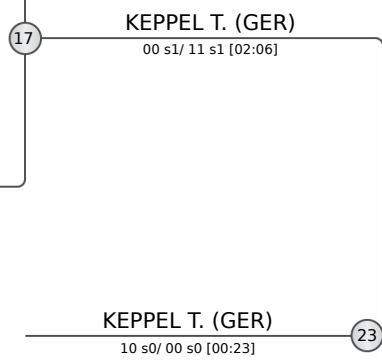 KEPPEL T. (GER)
17
00 s1/ 11 s1 [02:06]
KEPPEL T. (GER)
23
10 s0/ 00 s0 [00:23]